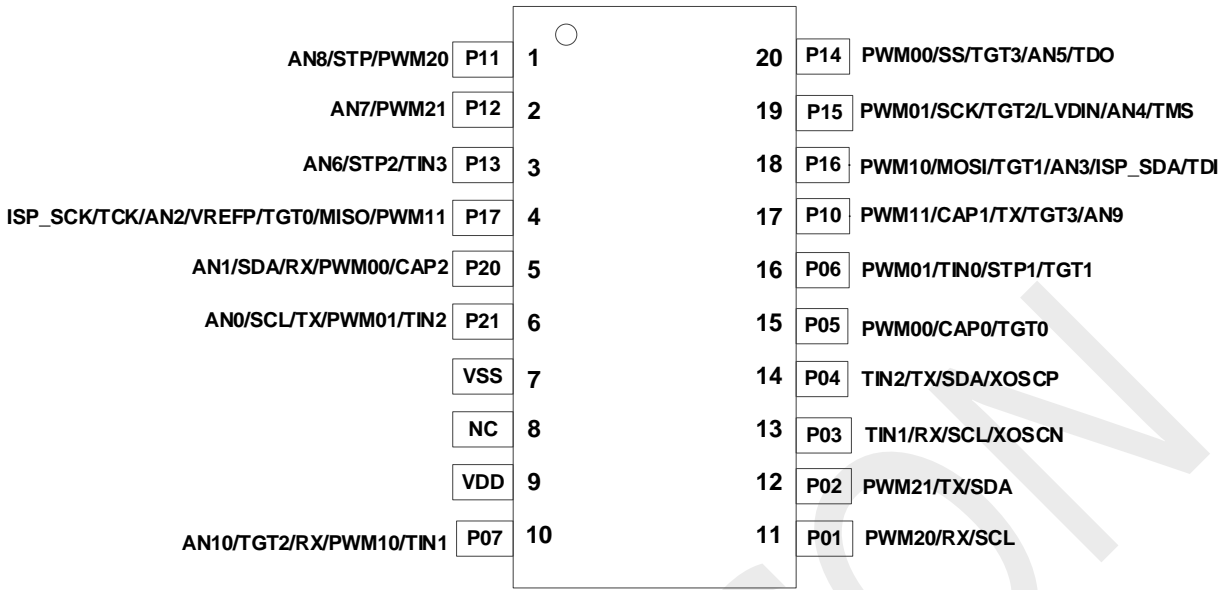 AN8/STP/PWM20 P11 1
AN7/PWM21 P12 2
AN6/STP2/TIN3 P13 3
ISP_SCK/TCK/AN2/VREFP/TGT0/MISO/PWM11 P17 4
AN1/SDA/RX/PWM00/CAP2 P20 5
AN0/SCL/TX/PWM01/TIN2 P21 6
VSS 7
NC 8
VDD 9
AN10/TGT2/RX/PWM10/TIN1 P07 10
20 P14 PWM00/SS/TGT3/AN5/TDO
19 P15 PWM01/SCK/TGT2/LVDIN/AN4/TMS
18 P16 PWM10/MOSI/TGT1/AN3/ISP_SDA/TDI
17 P10 PWM11/CAP1/TX/TGT3/AN9
16 P06 PWM01/TIN0/STP1/TGT1
15 P05 PWM00/CAP0/TGT0
14 P04 TIN2/TX/SDA/XOSCP
13 P03 TIN1/RX/SCL/XOSCN
12 P02 PWM21/TX/SDA
11 P01 PWM20/RX/SCL